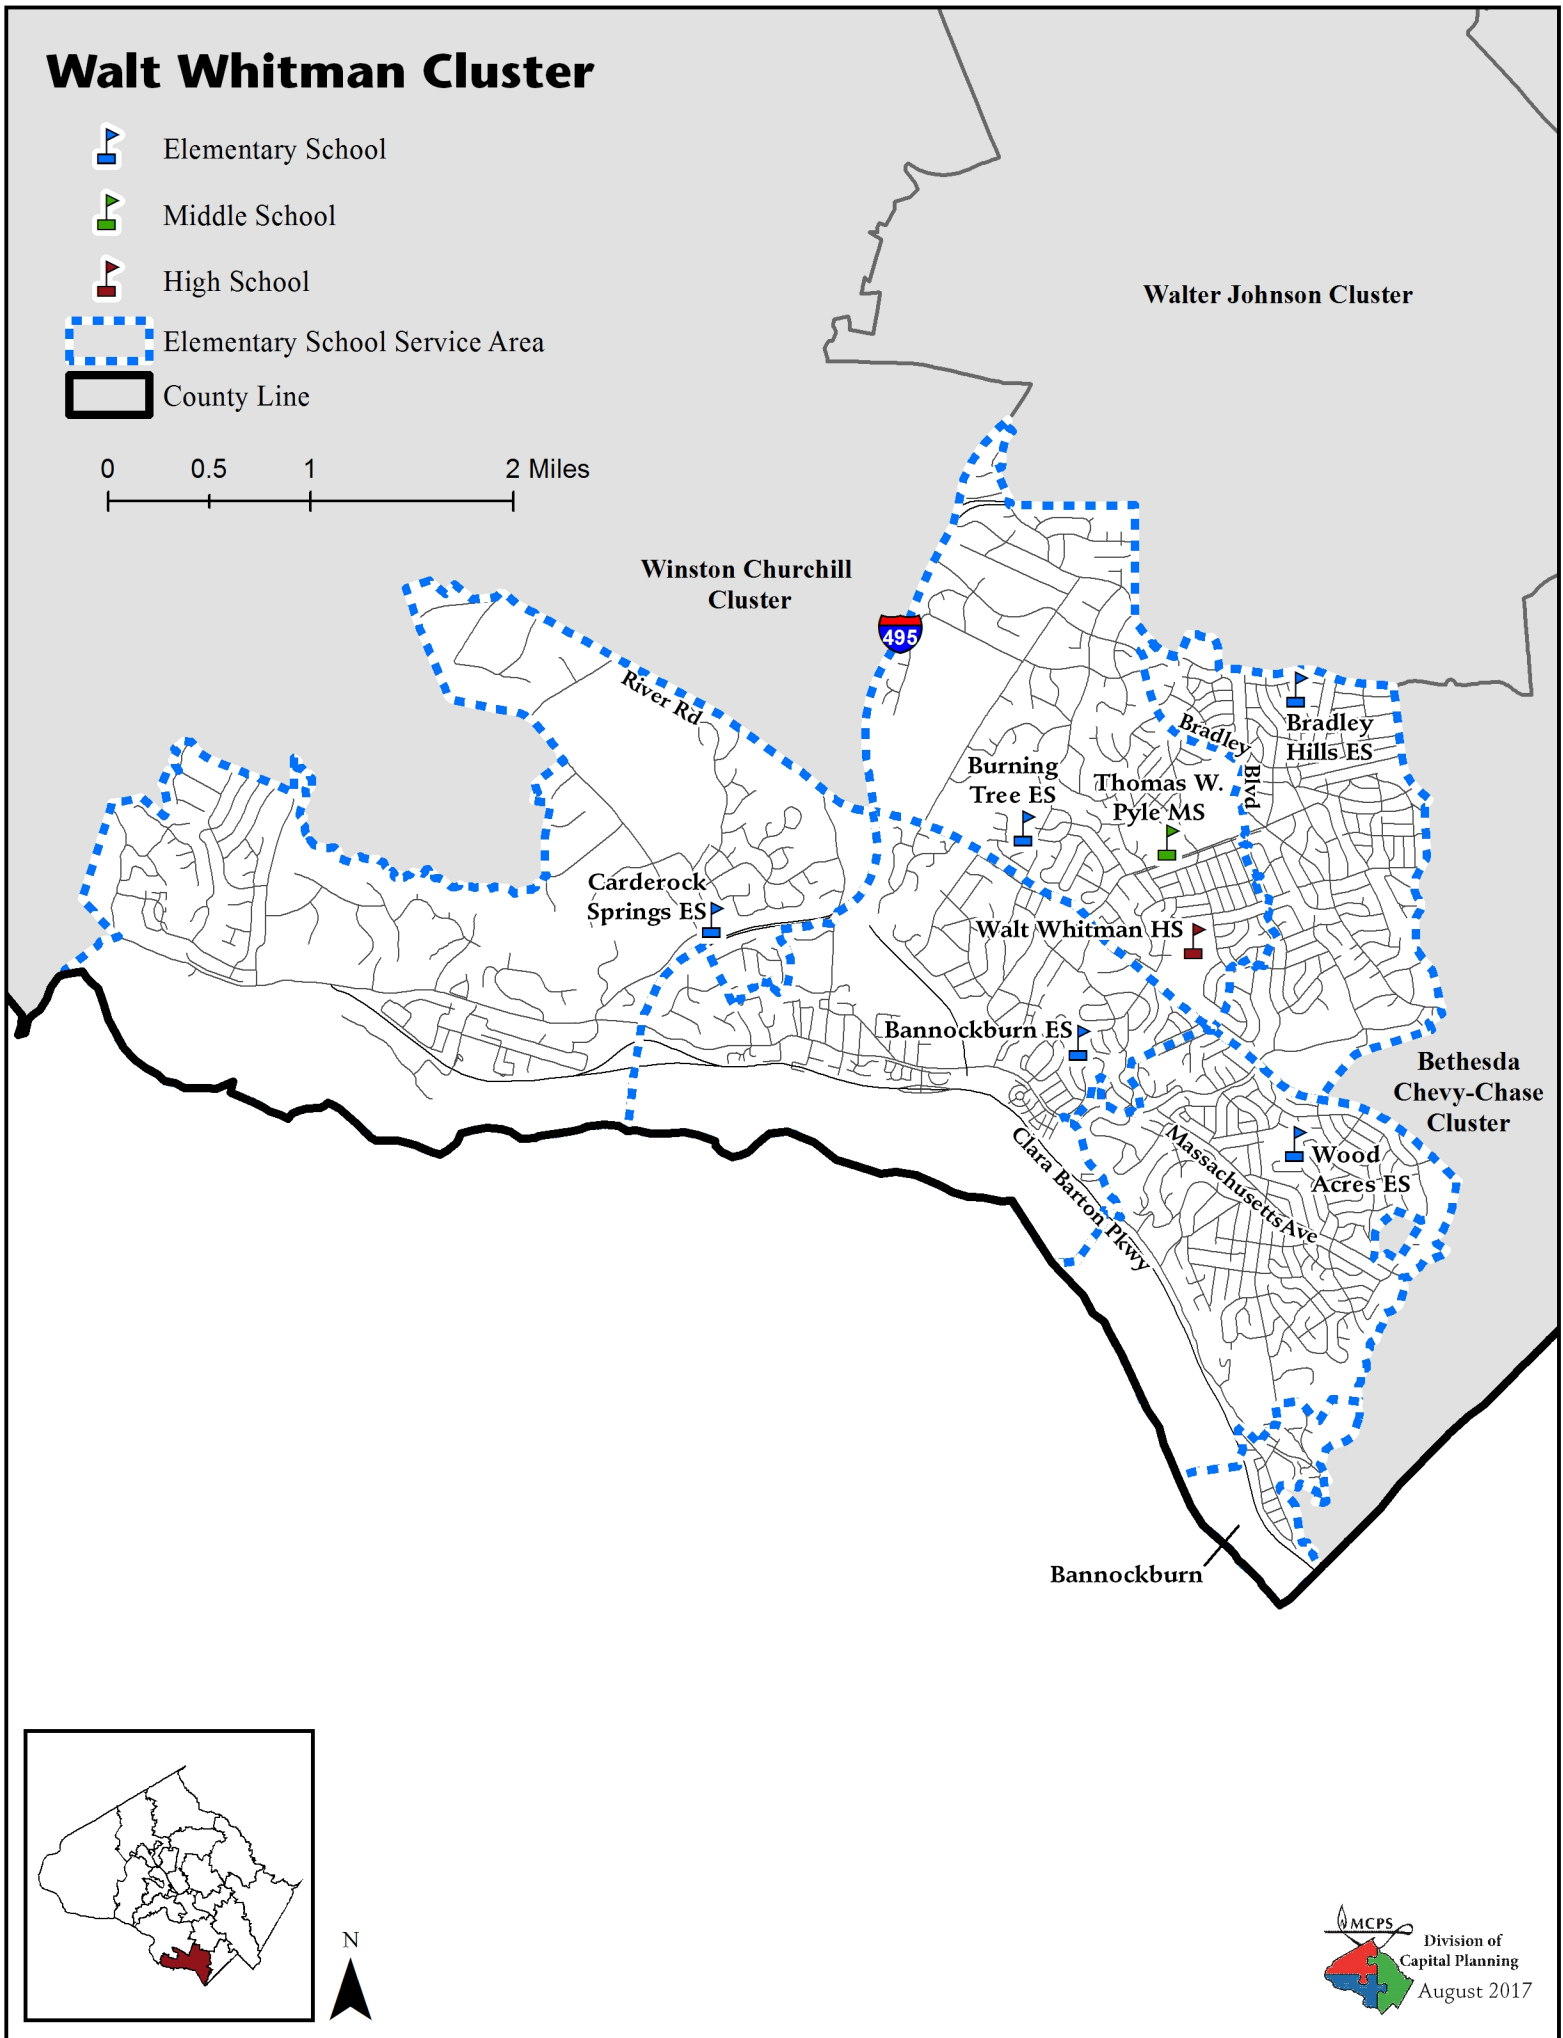 Walt Whitman Cluster
Elementary School
Middle School
High School
Elementary School Service Area
County Line
0 0.5 1 2 Miles
Walter Johnson Cluster
Winston Churchill
Cluster
495
River Rd
Bradley
Blvd
Bradley
Hills ES
Burning
Tree ES
Thomas W.
Pyle MS
Carderock
Springs ES
Walt Whitman HS
Bannockburn ES
Bethesda
Chevy-Chase
Cluster
Clara Barton Pkwy
Massachusetts Ave
Wood
Acres ES
Bannockburn
N
MCPS
Division of
Capital Planning
August 2017